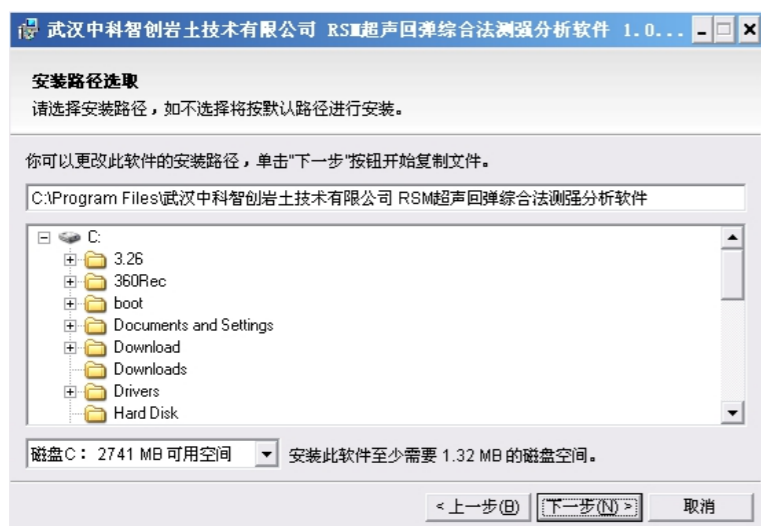 武汉中科智创岩土技术有限公司 RSM超声回弹综合法测强分析软件 1.0...
安装路径选取
请选择安装路径，如不选择将按默认路径进行安装。
你可以更改此软件的安装路径，单击"下一步"按钮开始复制文件。
C:\Program Files\武汉中科智创岩土技术有限公司 RSM超声回弹综合法测强分析软件
C:
3.26
360Rec
boot
Documents and Settings
Download
Downloads
Drivers
Hard Disk
磁盘C： 2741 MB 可用空间 安装此软件至少需要 1.32 MB 的磁盘空间。
<上一步(B) 下一步(N)> 取消